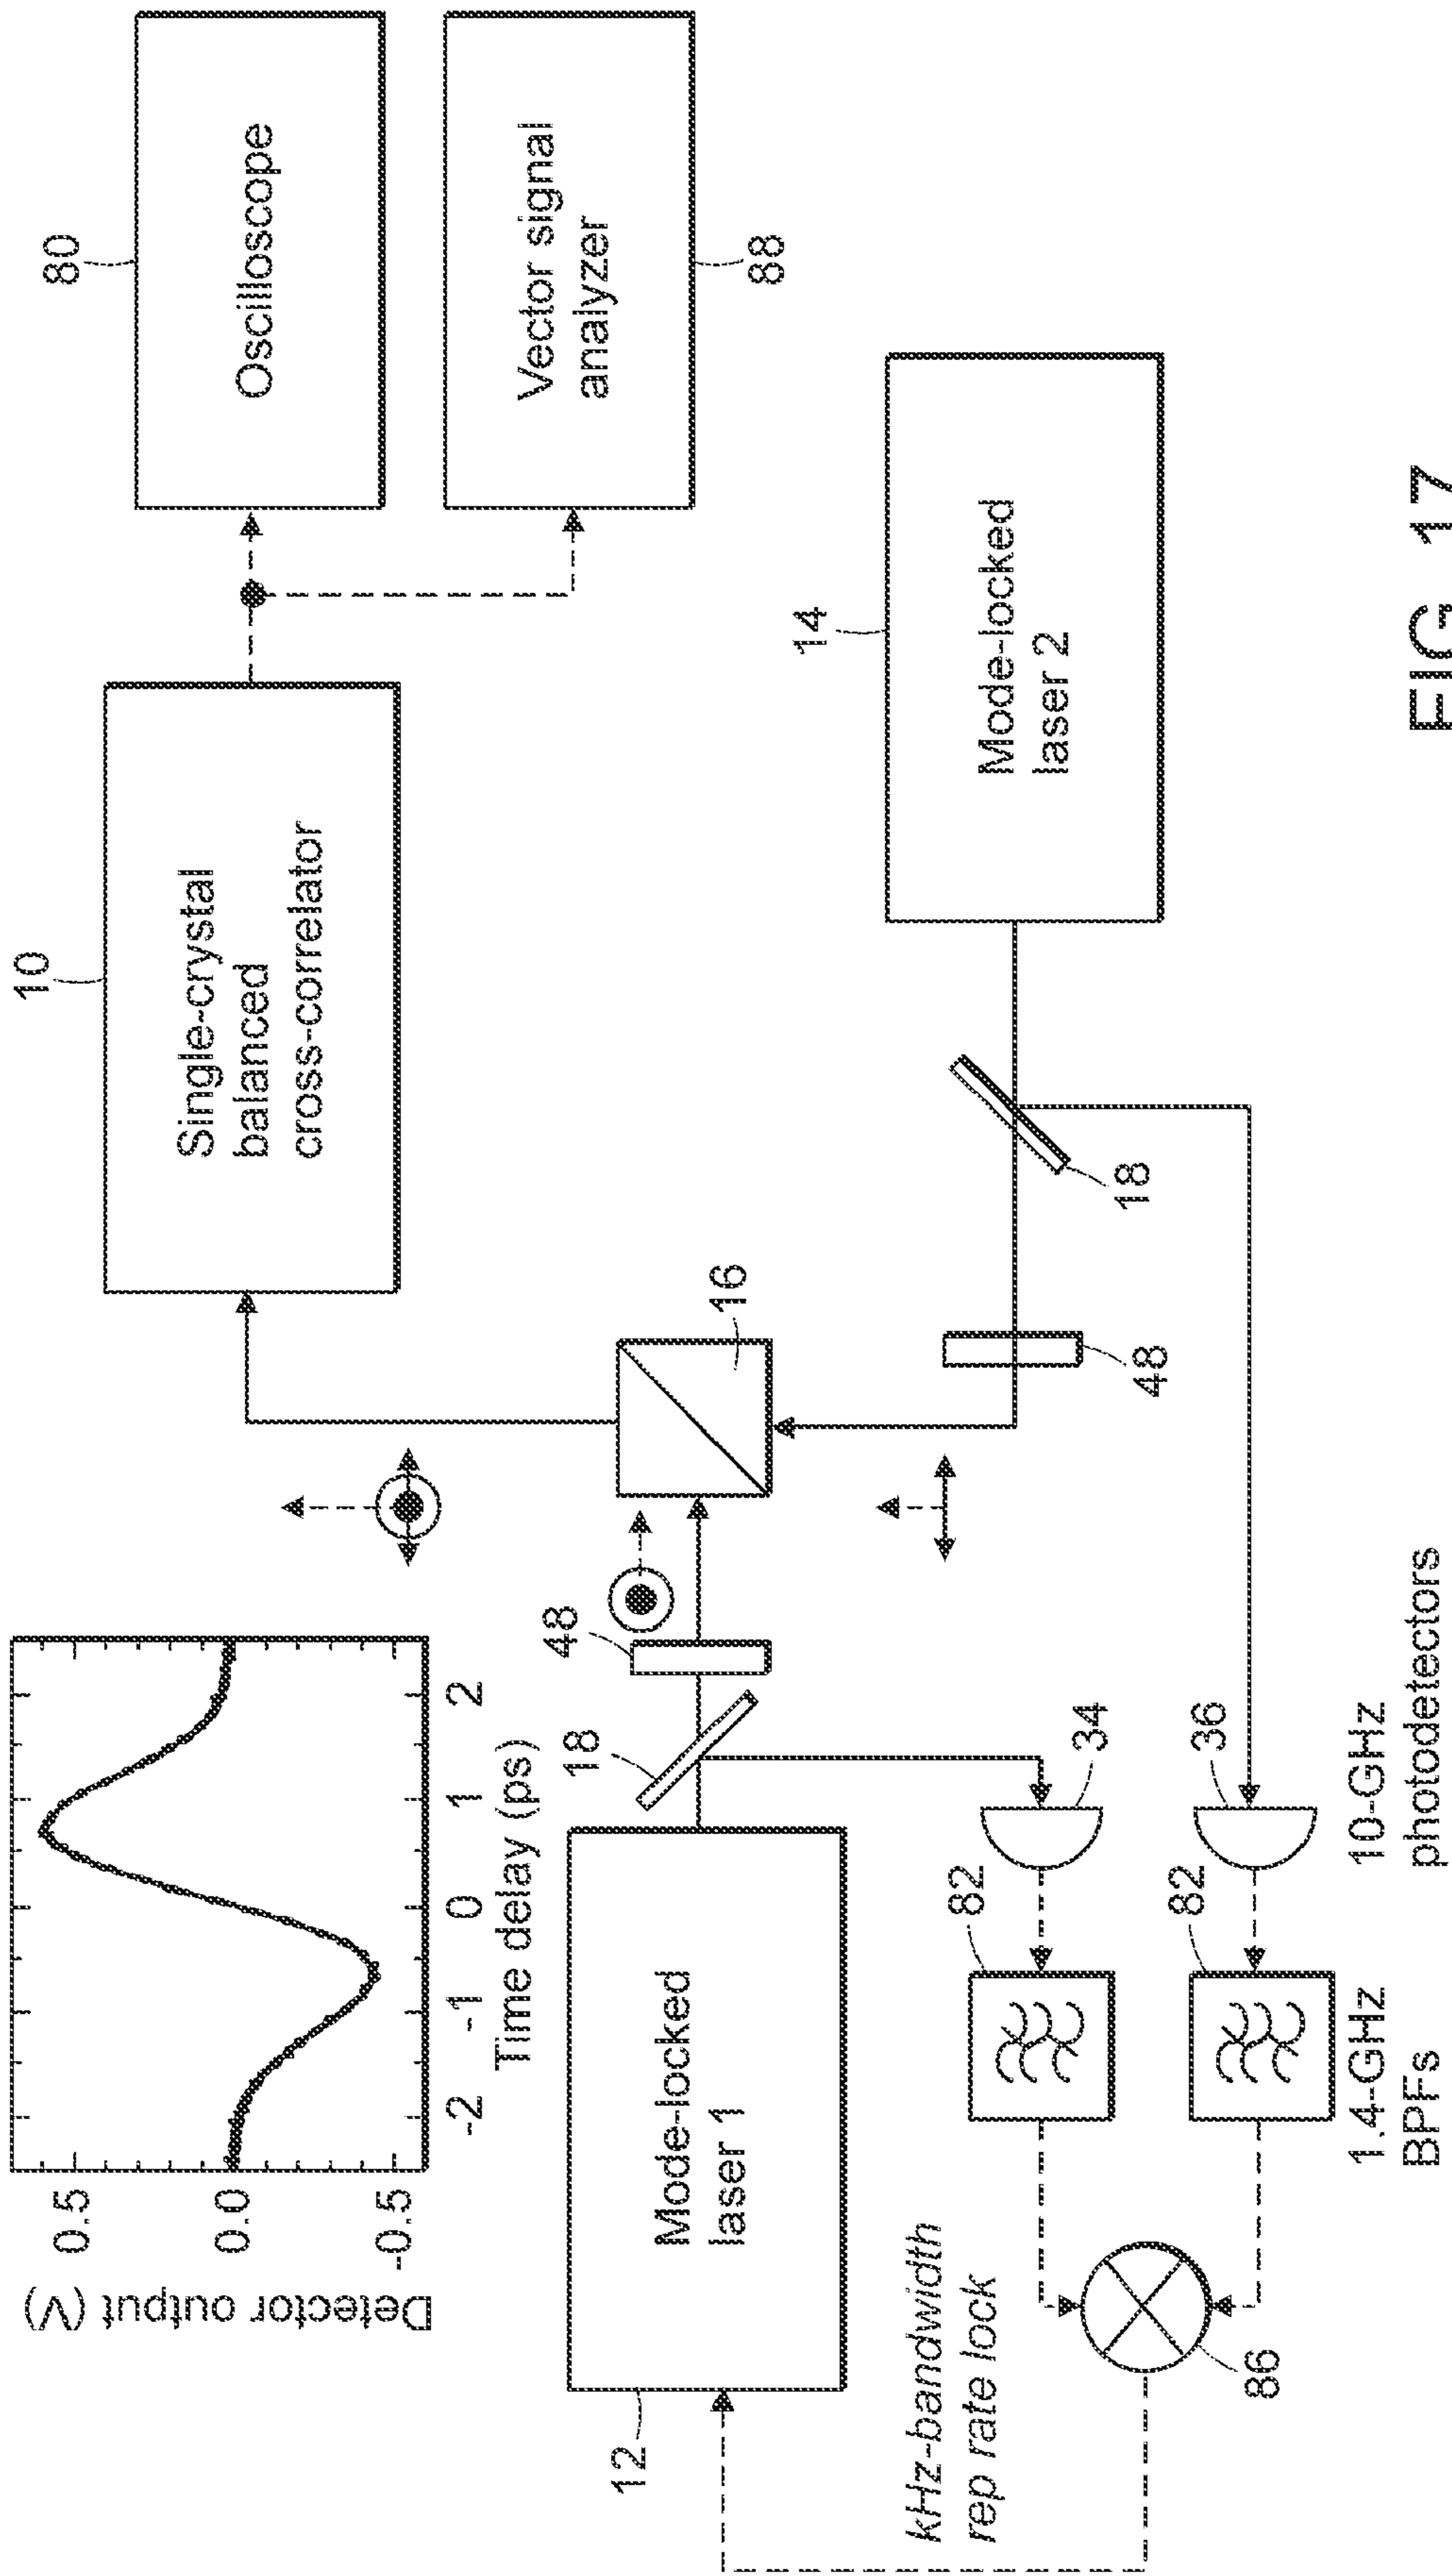 Detector output (V)
0.5
0.0
-0.5
-2
-1
0
1
2
Time delay (ps)
10
Single-crystal
balanced
cross-correlator
80
Oscilloscope
Vector signal
analyzer
88
12
Mode-locked
laser 1
18
48
16
14
Mode-locked
laser 2
18
48
kHz-bandwidth
rep rate lock
86
82
82
34
36
1.4-GHz
BPFs
10-GHz
photodetectors
FIG. 17